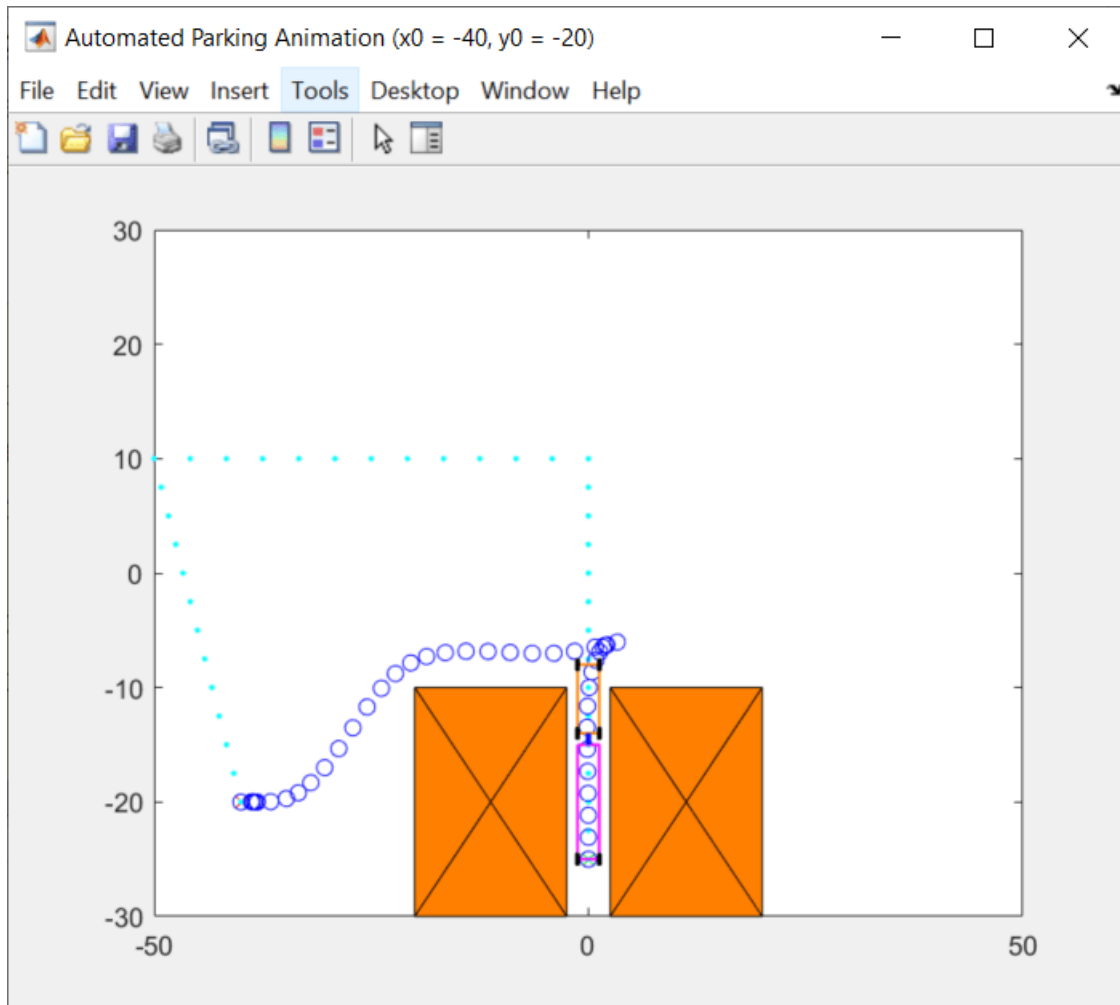 Automated Parking Animation (x0 = -40, y0 = -20)
File Edit View Insert Tools Desktop Window Help
30
20
10
0
-10
-20
-30
-50 0 50